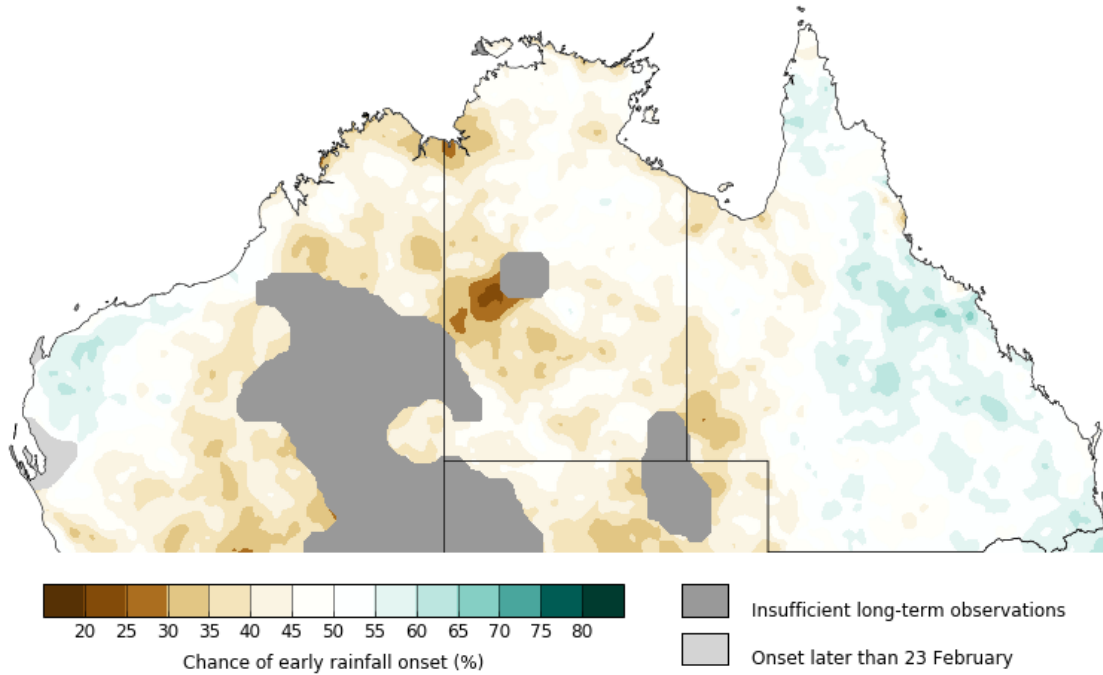 20 25 30 35 40 45 50 55 60 65 70 75 80
Chance of early rainfall onset (%)
Insufficient long-term observations
Onset later than 23 February